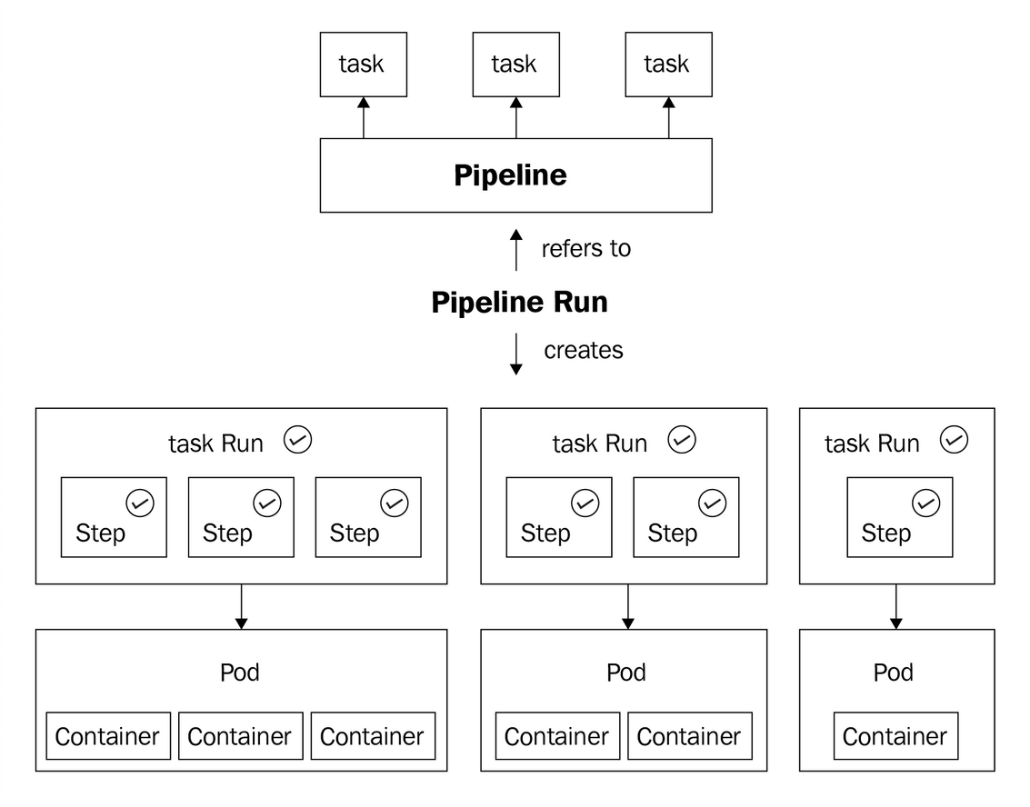 task task task
Pipeline
refers to
Pipeline Run
creates
task Run task Run task Run
Step Step Step Step Step Step
Pod Pod Pod
Container Container Container Container Container Container